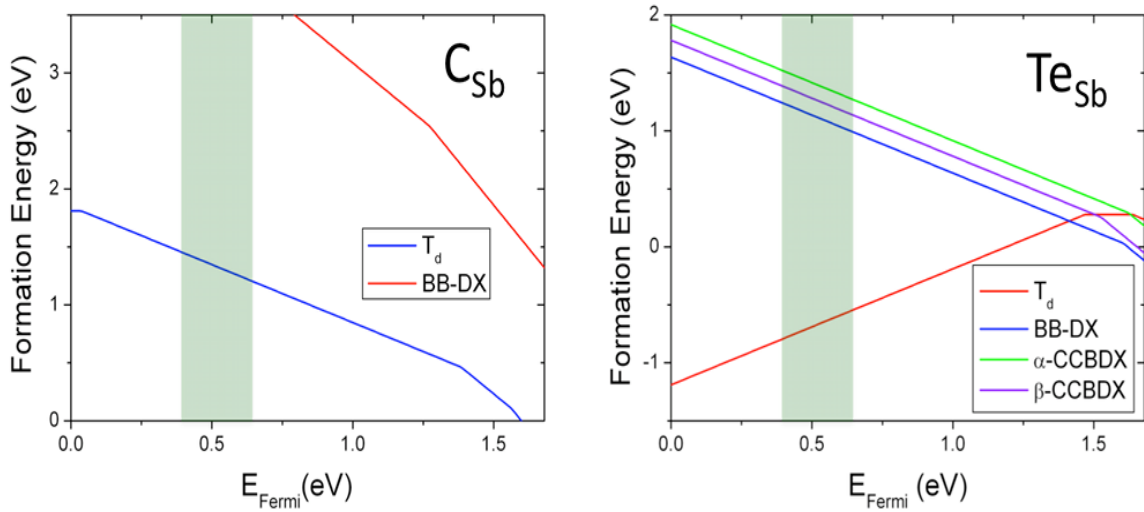 C_Sb
Formation Energy (eV)
3
2
1
0
T_d
BB-DX
0.0
0.5
1.0
1.5
E_Fermi(eV)
Te_Sb
Formation Energy (eV)
2
1
0
-1
T_d
BB-DX
α-CCBDX
β-CCBDX
0.0
0.5
1.0
1.5
E_Fermi (eV)